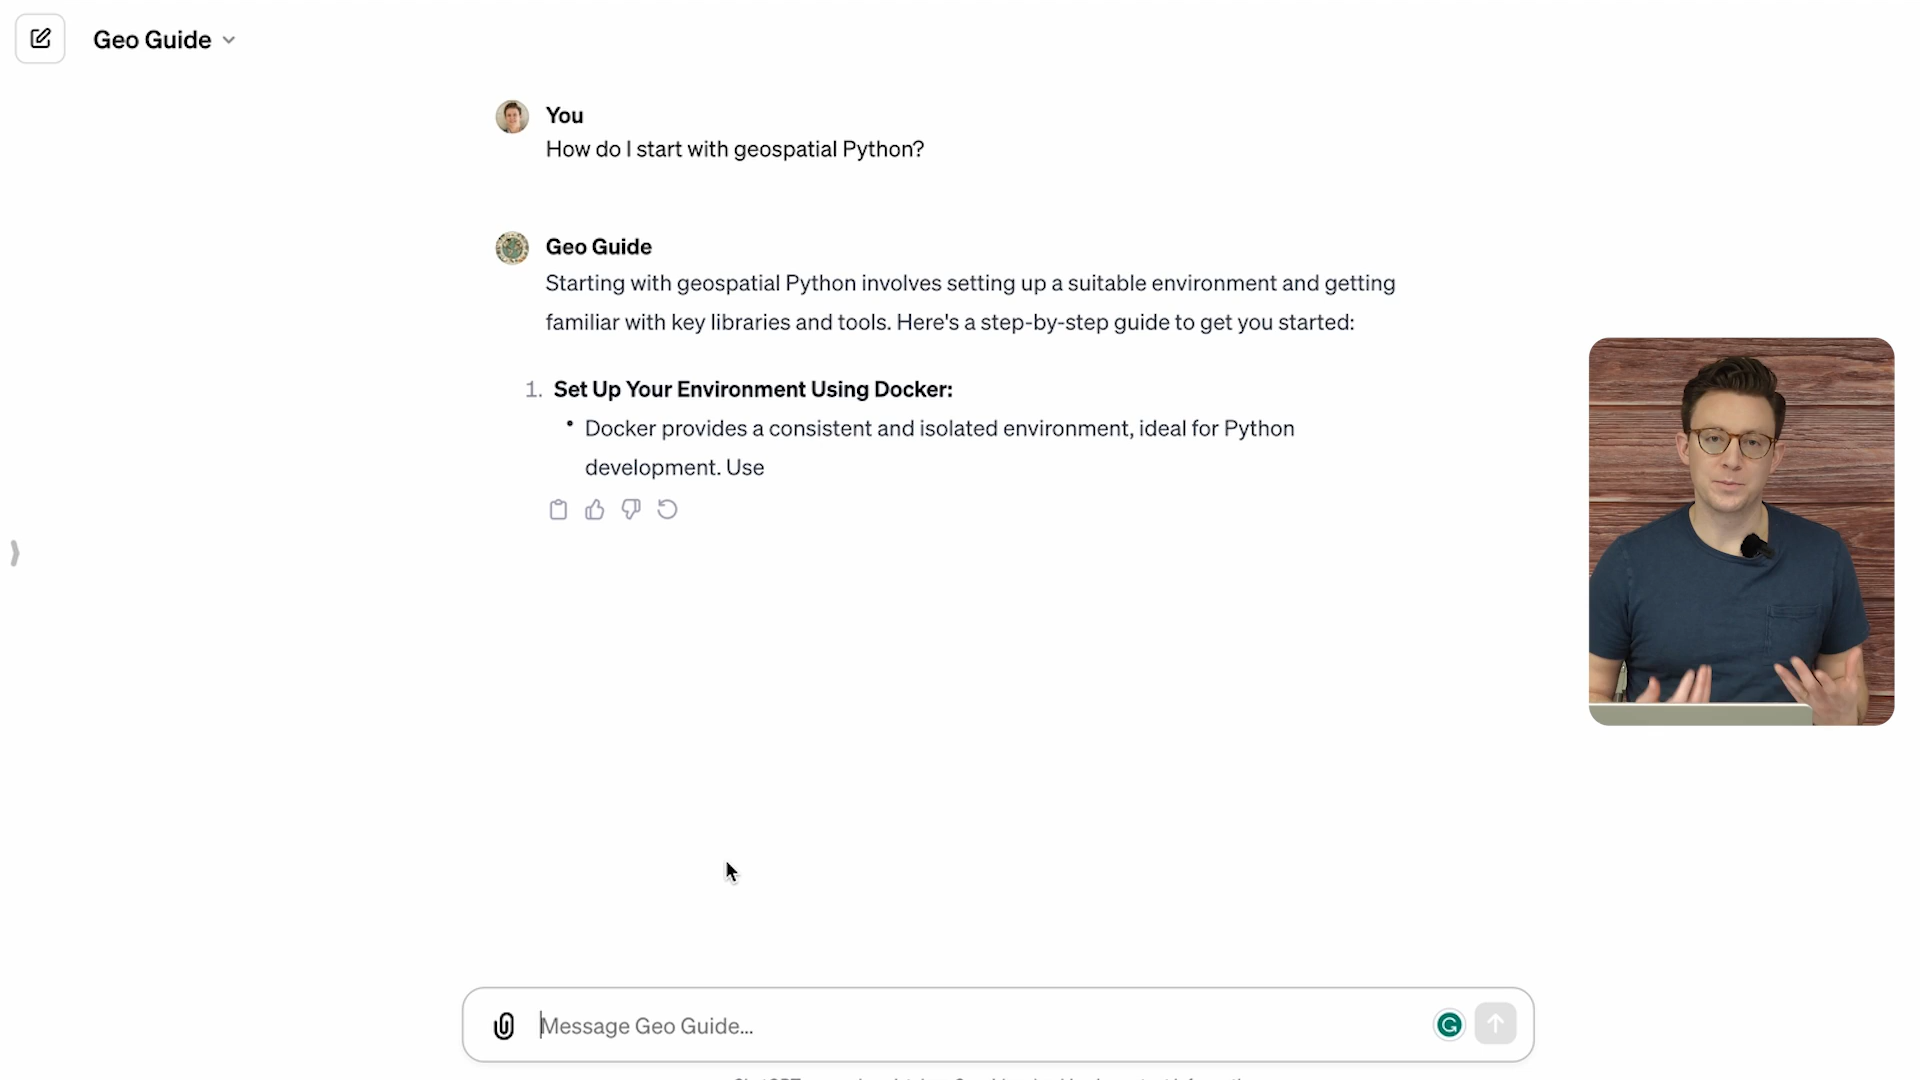 Geo Guide
You
How do I start with geospatial Python?
Geo Guide
Starting with geospatial Python involves setting up a suitable environment and getting
familiar with key libraries and tools. Here's a step-by-step guide to get you started:
1. Set Up Your Environment Using Docker:
• Docker provides a consistent and isolated environment, ideal for Python
development. Use
Message Geo Guide...